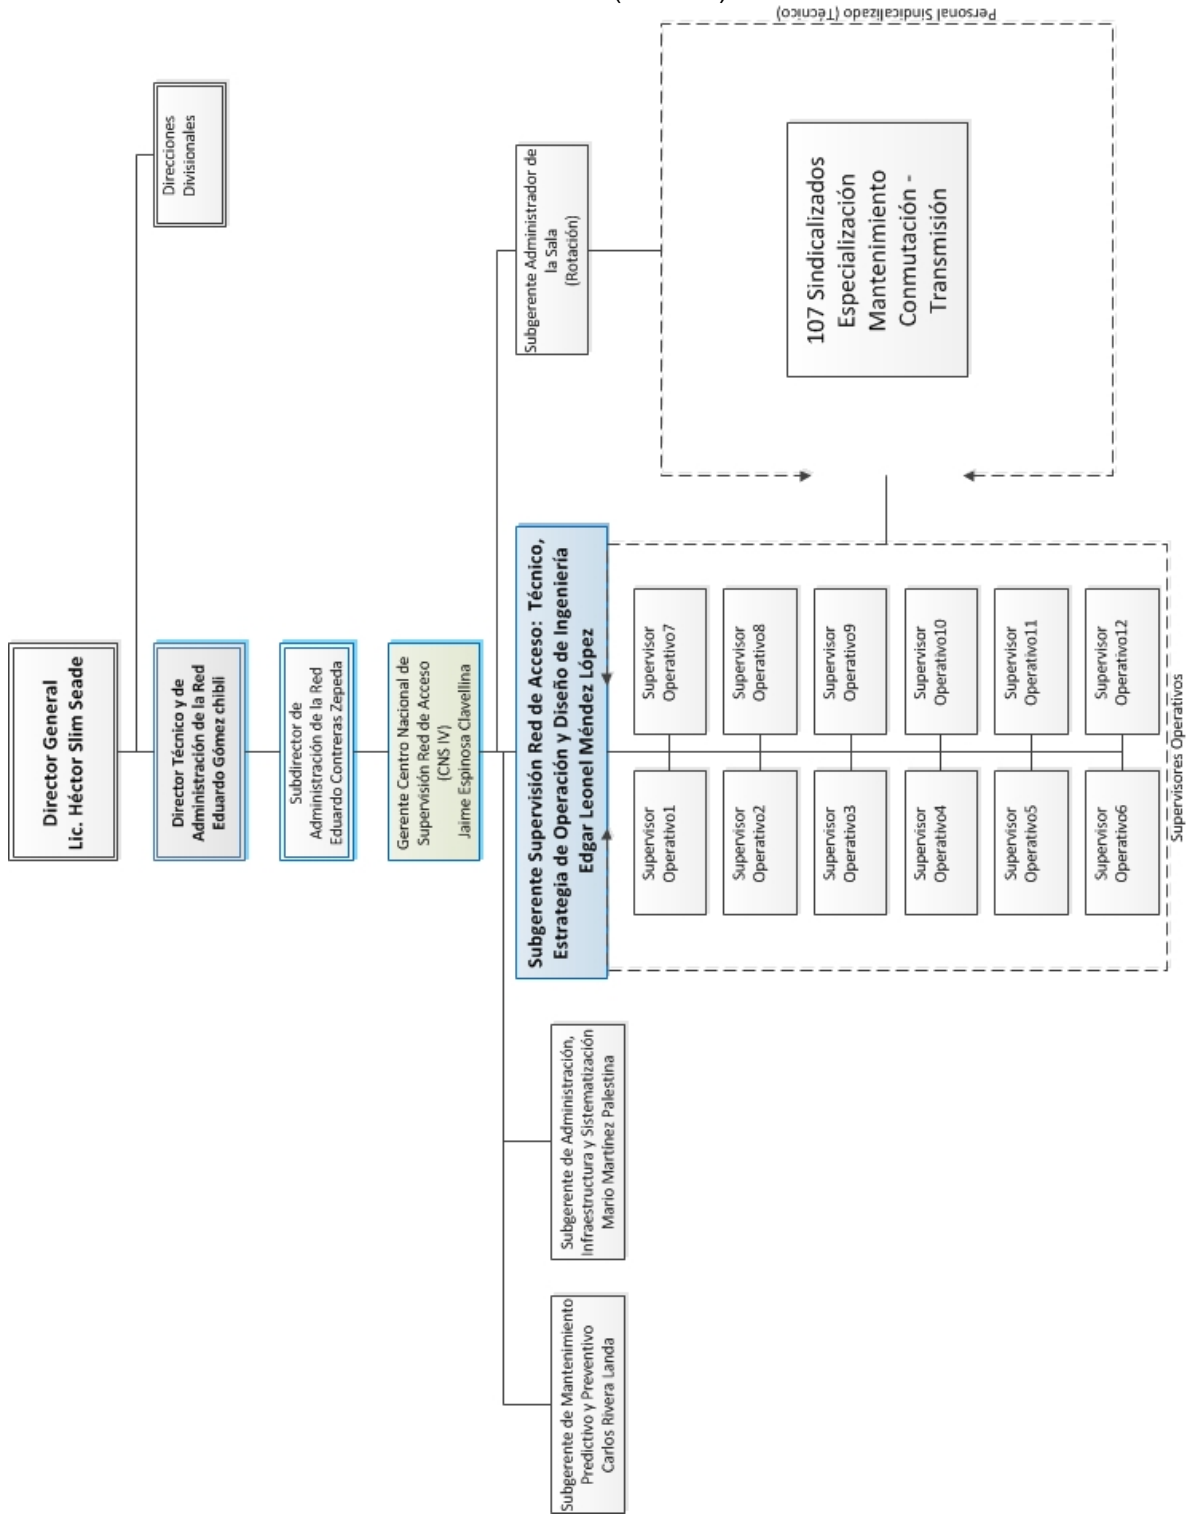 Director General
Lic. Héctor Slim Seade
Direcciones
Divisionales
Director Técnico y de
Administración de la Red
Eduardo Gómez chibli
Subdirector de
Administración de la Red
Eduardo Contreras Zepeda
Gerente Centro Nacional de
Supervisión Red de Acceso
(CNS IV)
Jaime Espinosa Clavellina
Subgerente de Mantenimiento
Predictivo y Preventivo
Carlos Rivera Landa
Subgerente de Administración,
Infraestructura y Sistematización
Mario Martínez Palestina
Subgerente Supervisión Red de Acceso: Técnico,
Estrategia de Operación y Diseño de Ingeniería
Edgar Leonel Méndez López
Subgerente Administrador de
la Sala
(Rotación)
Supervisor
Operativo1
Supervisor
Operativo7
Supervisor
Operativo2
Supervisor
Operativo8
Supervisor
Operativo3
Supervisor
Operativo9
Supervisor
Operativo4
Supervisor
Operativo10
Supervisor
Operativo5
Supervisor
Operativo11
Supervisor
Operativo6
Supervisor
Operativo12
Supervisores Operativos
107 Sindicalizados
Especialización
Mantenimiento
Conmutación -
Transmisión
Personal Sindicalizado (Técnico)